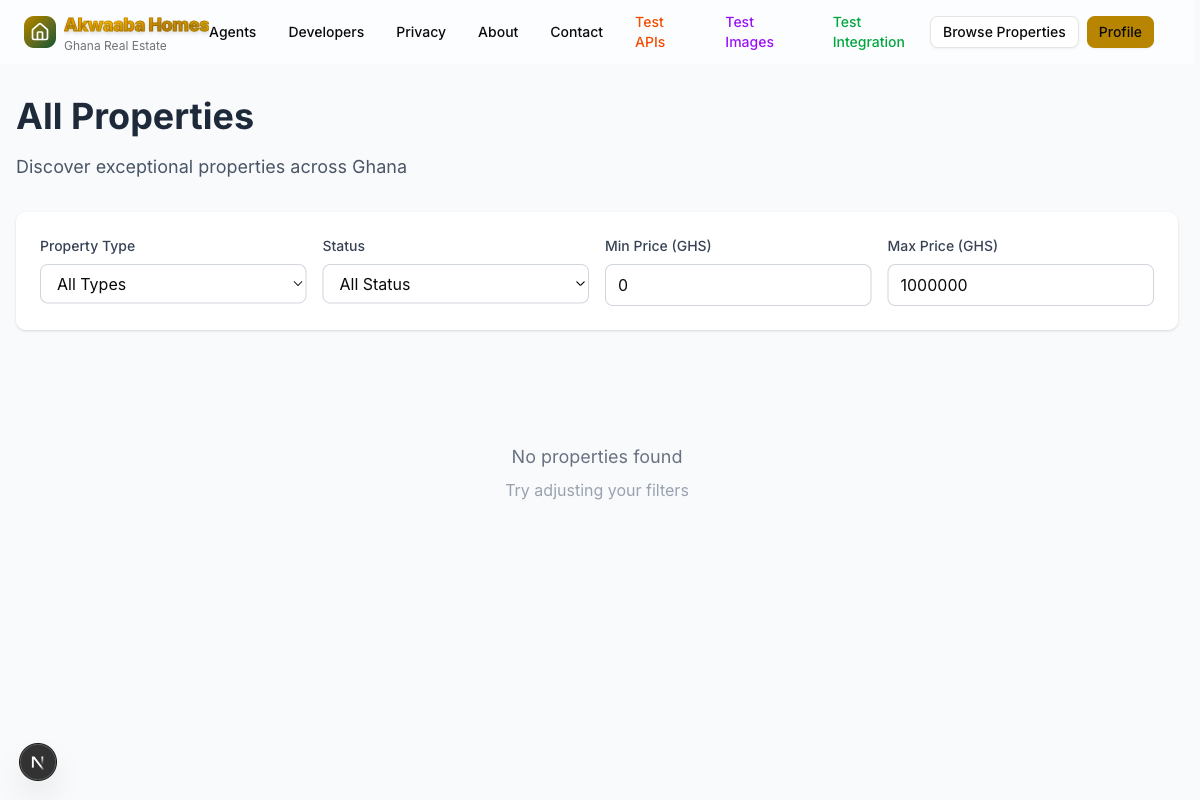 Akwaaba Homes
Ghana Real Estate
Agents
Developers
Privacy
About
Contact
Test
APIs
Test
Images
Test
Integration
Browse Properties
Profile
All Properties
Discover exceptional properties across Ghana
Property Type
Status
Min Price (GHS)
Max Price (GHS)
All Types
All Status
0
1000000
No properties found
Try adjusting your filters
N